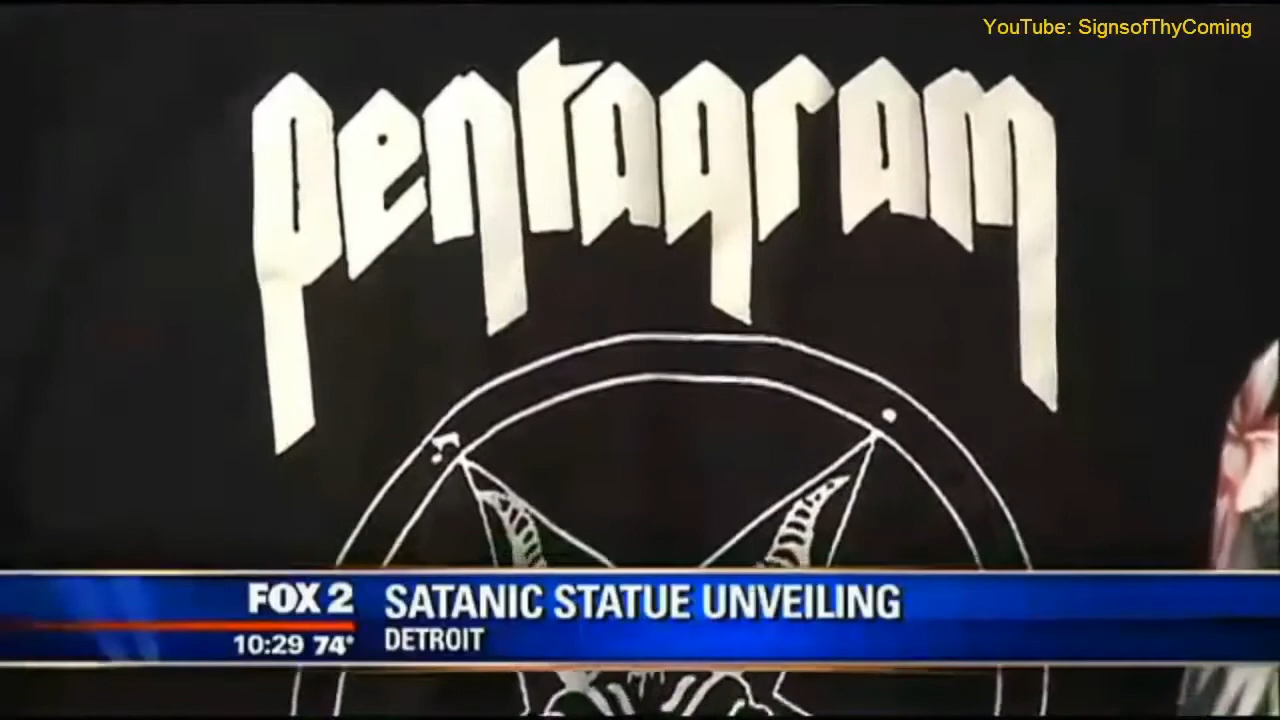 YouTube: SignsofThyComing
Pentagram
FOX 2
SATANIC STATUE UNVEILING
10:29 74°
DETROIT